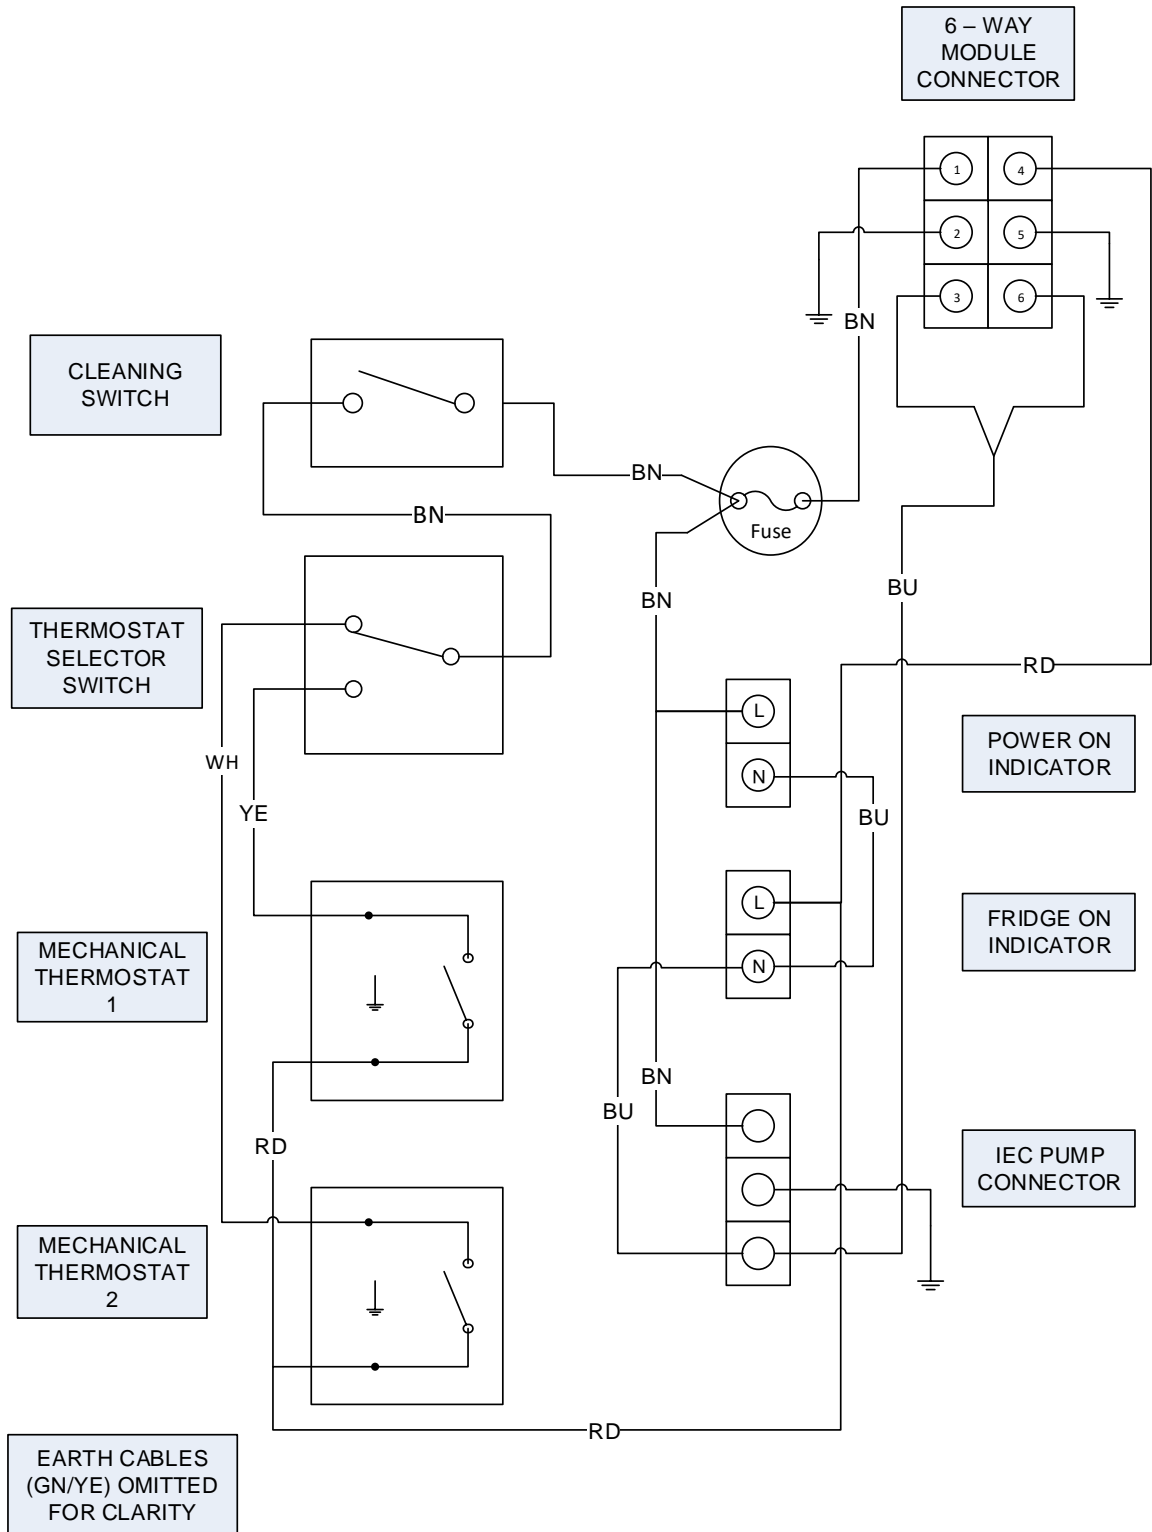 6 – WAY
MODULE
CONNECTOR
1
4
2
5
3
6
BN
CLEANING
SWITCH
BN
BN
Fuse
BU
BN
THERMOSTAT
SELECTOR
SWITCH
RD
L
POWER ON
INDICATOR
WH
N
YE
BU
L
FRIDGE ON
INDICATOR
N
MECHANICAL
THERMOSTAT
1
BN
BU
RD
IEC PUMP
CONNECTOR
MECHANICAL
THERMOSTAT
2
RD
EARTH CABLES
(GN/YE) OMITTED
FOR CLARITY